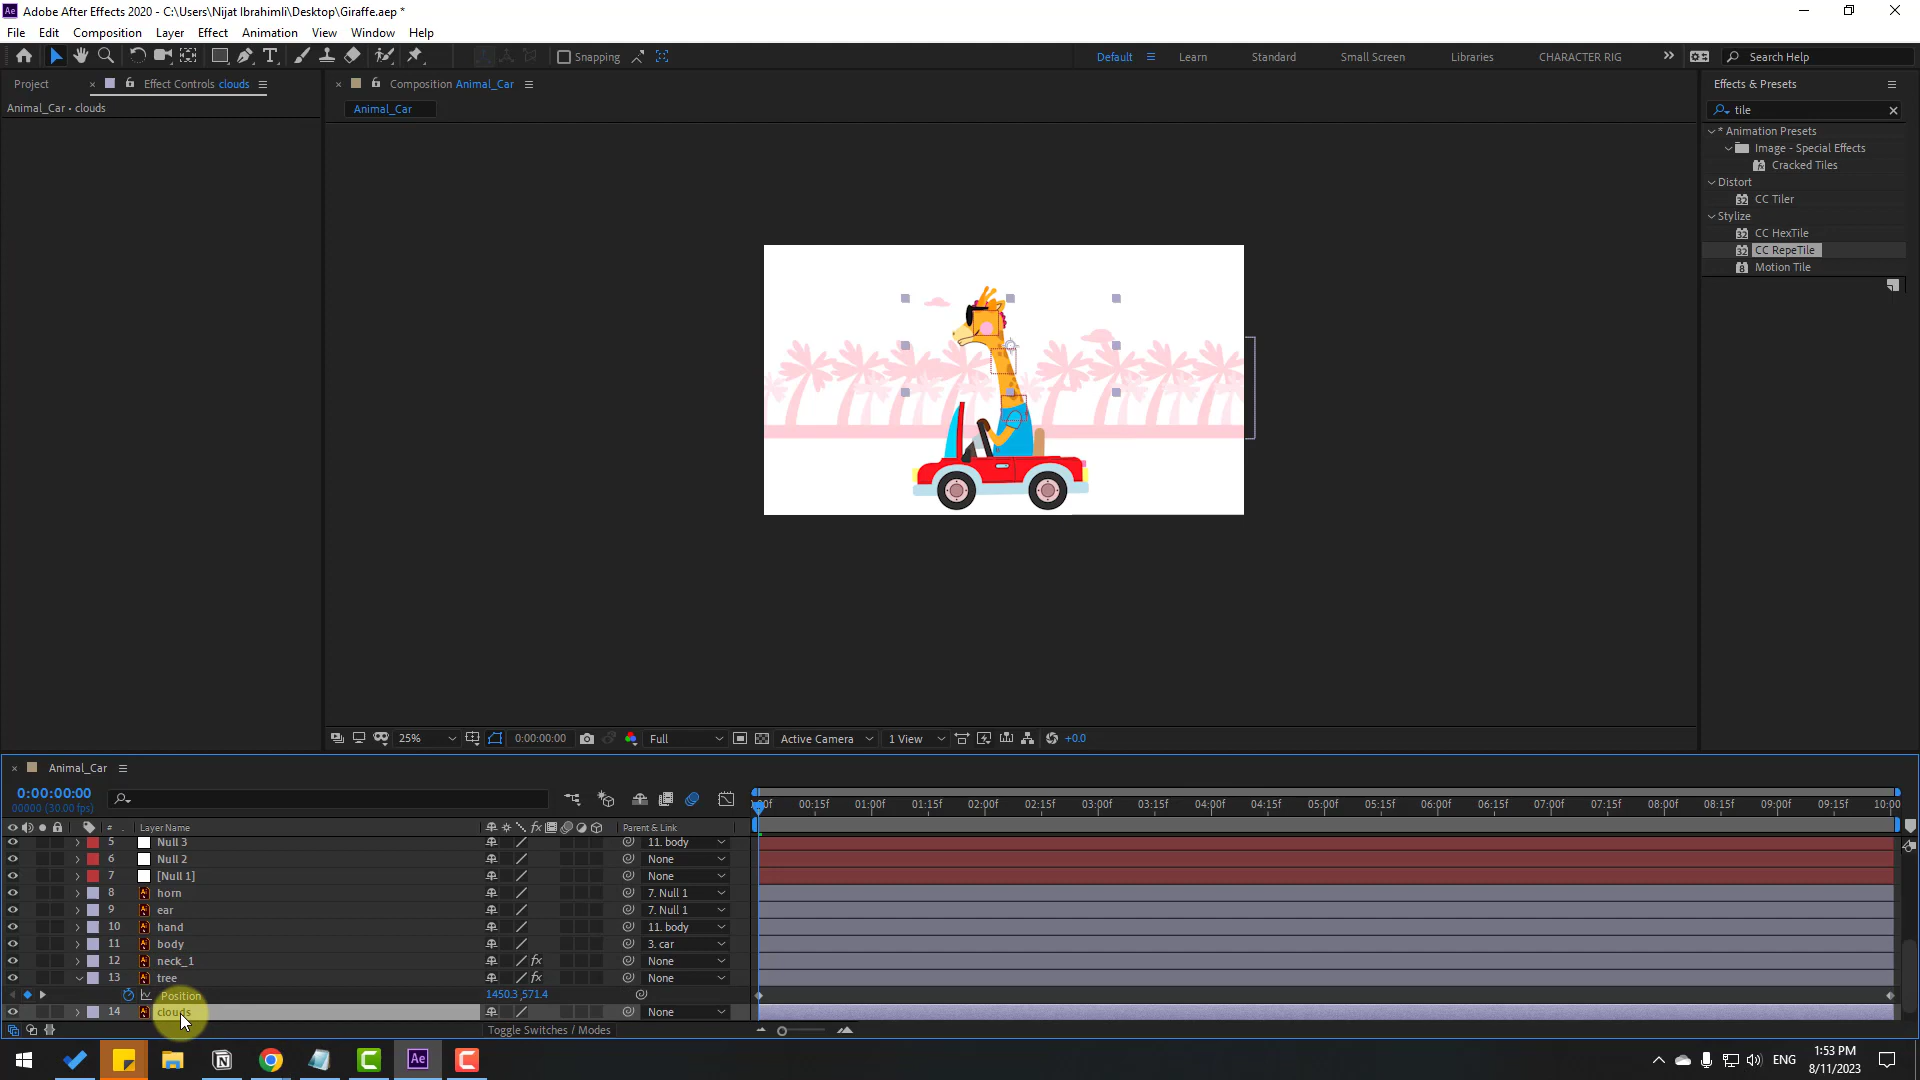 Ae Adobe After Effects 2020 - C:\Users\Nijat Ibrahimli\Desktop\Giraffe.aep *
File Edit Composition Layer Effect Animation View Window Help
Snapping Default Learn Standard Small Screen Libraries CHARACTER RIG Search Help
Project Effect Controls clouds Composition Animal_Car Effects & Presets
Animal_Car • clouds Animal_Car tile
* Animation Presets
Image - Special Effects
Cracked Tiles
Distort
CC Tiler
Stylize
CC HexTile
CC RepeTile
Motion Tile
25% 0:00:00:00 Full Active Camera 1 View +0.0
Animal_Car
0:00:00:00
00000 (30.00 fps)
00:15f 01:00f 01:15f 02:00f 02:15f 03:00f 03:15f 04:00f 04:15f 05:00f 05:15f 06:00f 06:15f 07:00f 07:15f 08:00f 08:15f 09:00f 09:15f 10:00
# Layer Name fx Parent & Link
5 Null 3 11. body
6 Null 2 None
7 [Null 1] None
8 horn 7. Null 1
9 ear 7. Null 1
10 hand 11. body
11 body 3. car
12 neck_1 fx None
13 tree fx None
Position 1450.3,571.4
14 clouds None
Toggle Switches / Modes
Ae ENG 1:53 PM
8/11/2023